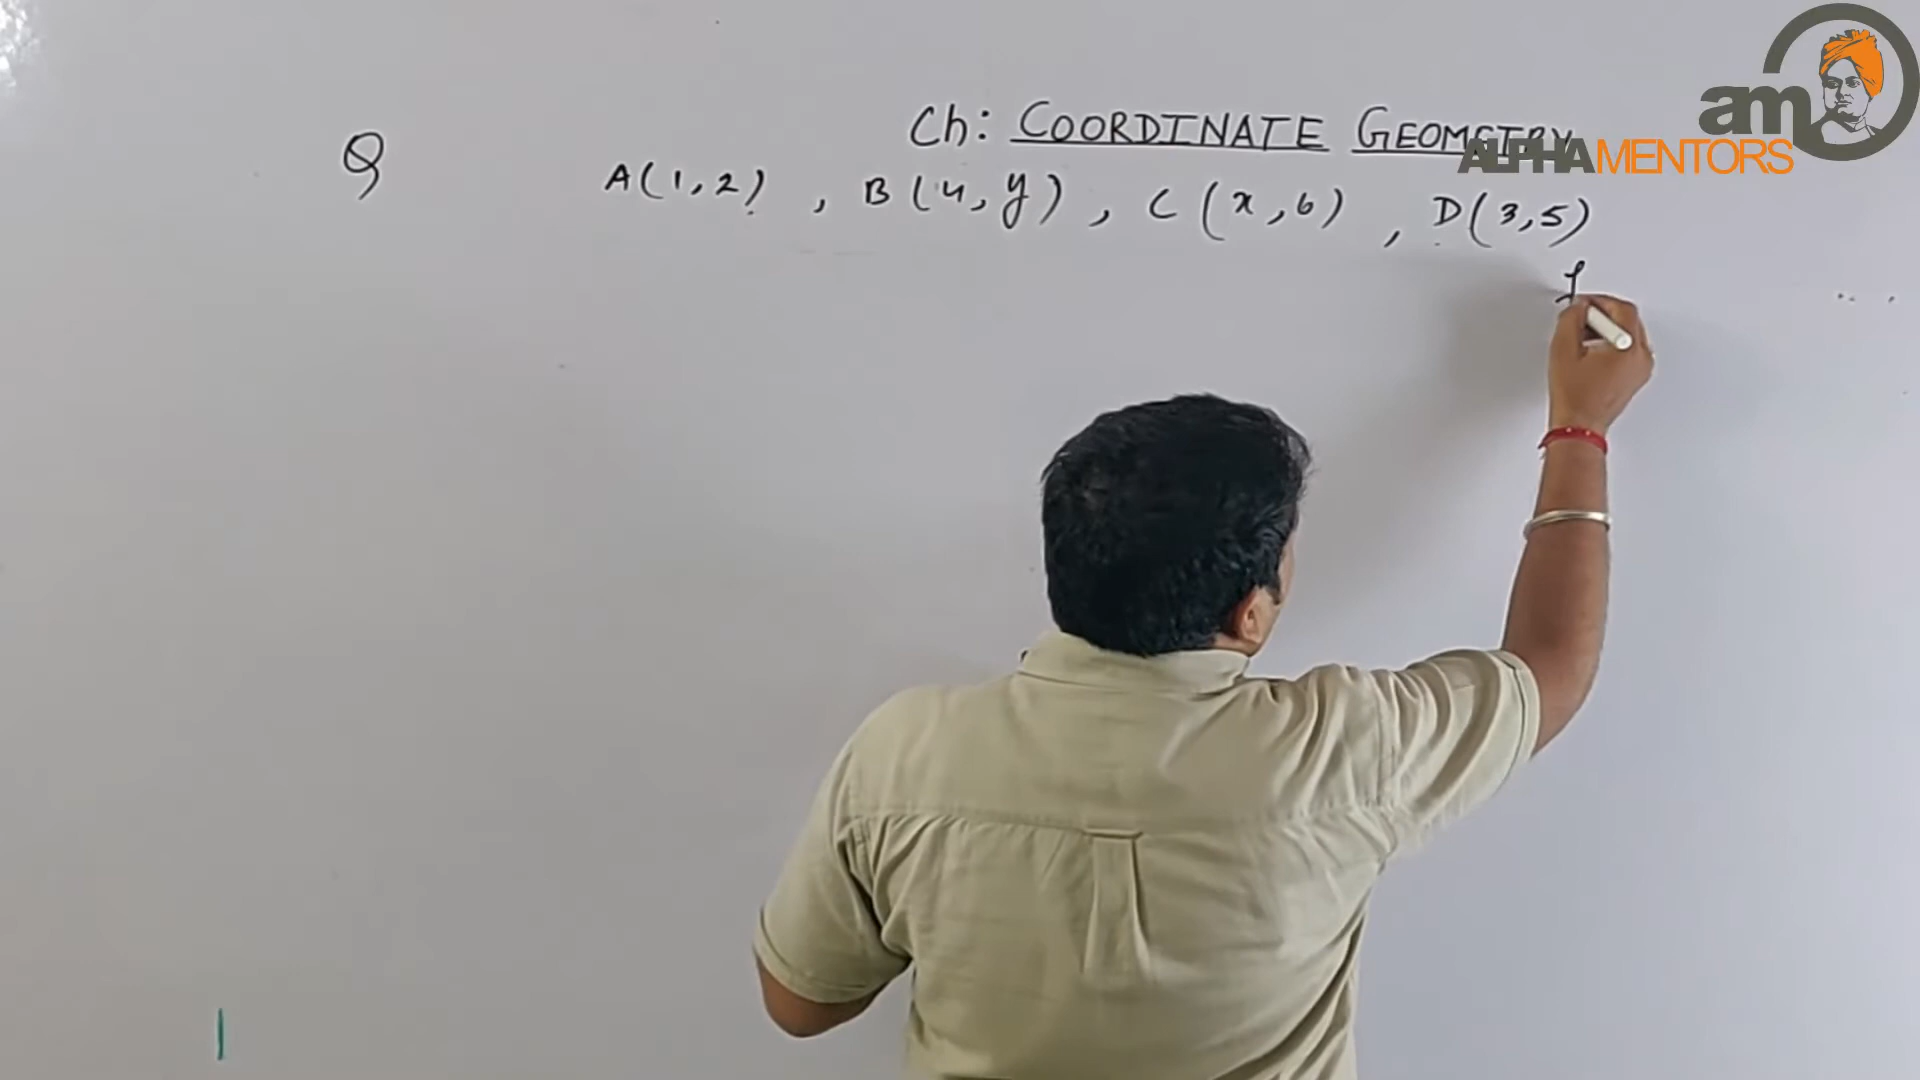 Ch: COORDINATE GEOMETRY
am
ALPHAMENTORS
Q A(1,2), B(4,y), C(x,6), D(3,5)